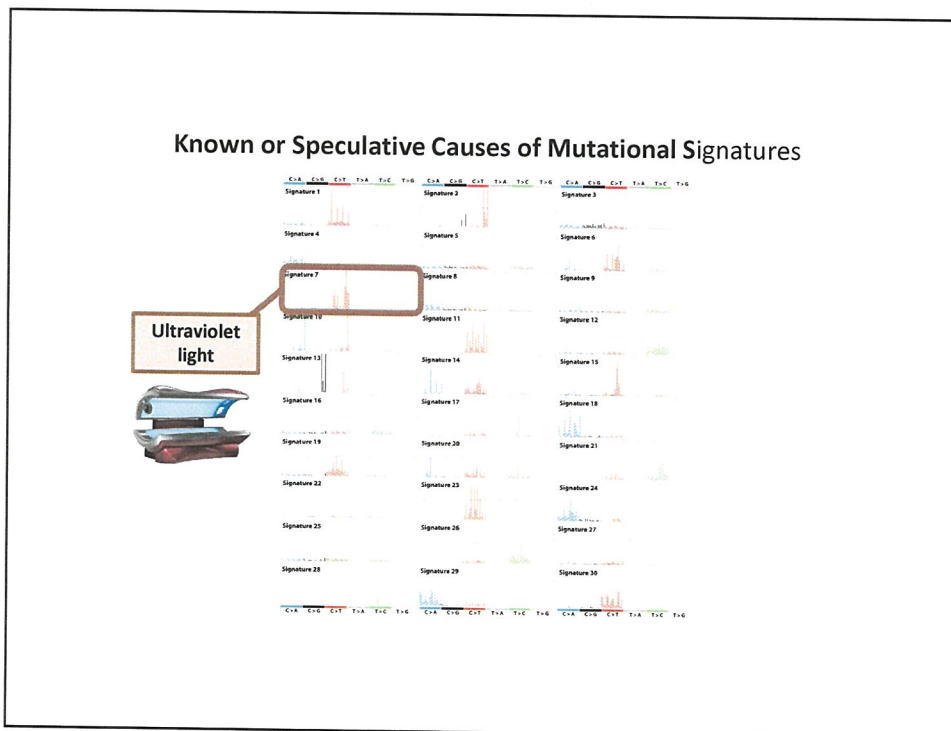 Known or Speculative Causes of Mutational Signatures
C>A C>G C>T T>A T>C T>G C>A C>G C>T T>A T>C T>G C>A C>G C>T T>A T>C T>G
Signature 1 Signature 2 Signature 3
Signature 4 Signature 5 Signature 6
Signature 7 Signature 8 Signature 9
Signature 10 Signature 11 Signature 12
Ultraviolet
light
Signature 13 Signature 14 Signature 15
Signature 16 Signature 17 Signature 18
Signature 19 Signature 20 Signature 21
Signature 22 Signature 23 Signature 24
Signature 25 Signature 26 Signature 27
Signature 28 Signature 29 Signature 30
C>A C>G C>T T>A T>C T>G C>A C>G C>T T>A T>C T>G C>A C>G C>T T>A T>C T>G